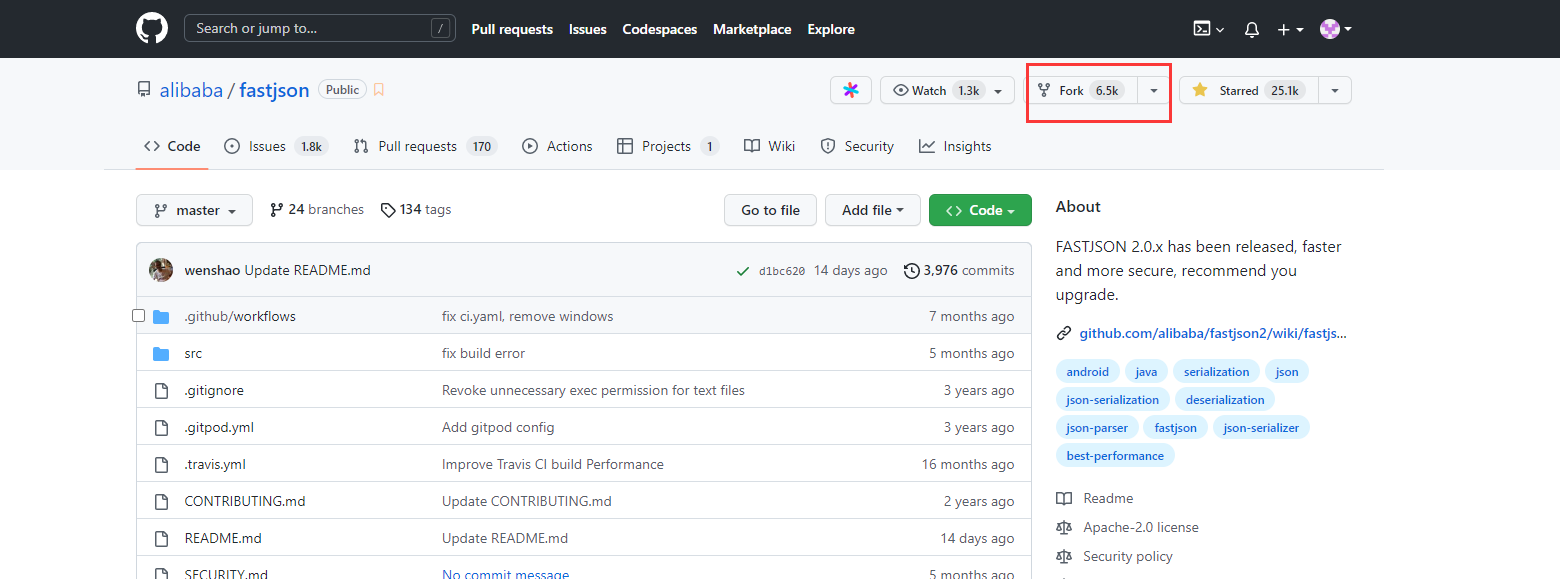 Search or jump to... / Pull requests Issues Codespaces Marketplace Explore
alibaba / fastjson Public Watch 1.3k Fork 6.5k Starred 25.1k
Code Issues 1.8k Pull requests 170 Actions Projects 1 Wiki Security Insights
master 24 branches 134 tags Go to file Add file Code
About
FASTJSON 2.0.x has been released, faster
and more secure, recommend you
upgrade.
github.com/alibaba/fastjson2/wiki/fastjs...
android java serialization json
json-serialization deserialization
json-parser fastjson json-serializer
best-performance
Readme
Apache-2.0 license
Security policy
wenshao Update README.md d1bc620 14 days ago 3,976 commits
.github/workflows fix ci.yaml, remove windows 7 months ago
src fix build error 5 months ago
.gitignore Revoke unnecessary exec permission for text files 3 years ago
.gitpod.yml Add gitpod config 3 years ago
.travis.yml Improve Travis CI build Performance 16 months ago
CONTRIBUTING.md Update CONTRIBUTING.md 2 years ago
README.md Update README.md 14 days ago
SECURITY.md No commit message 5 months ago